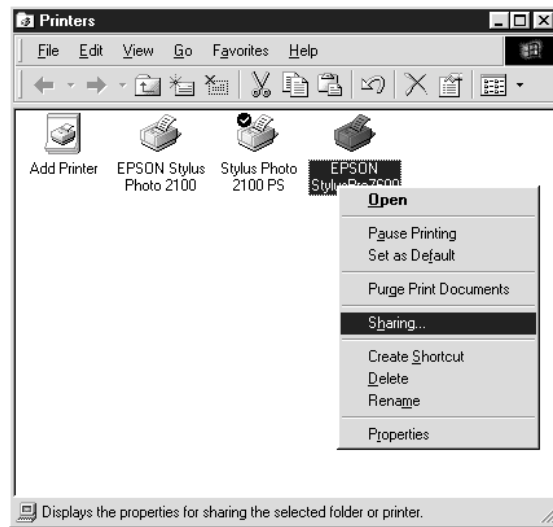 Printers
File Edit View Go Favorites Help
Add Printer
EPSON Stylus
Photo 2100
Stylus Photo
2100 PS
EPSON
StylusPro7600
Open
Pause Printing
Set as Default
Purge Print Documents
Sharing...
Create Shortcut
Delete
Rename
Properties
Displays the properties for sharing the selected folder or printer.